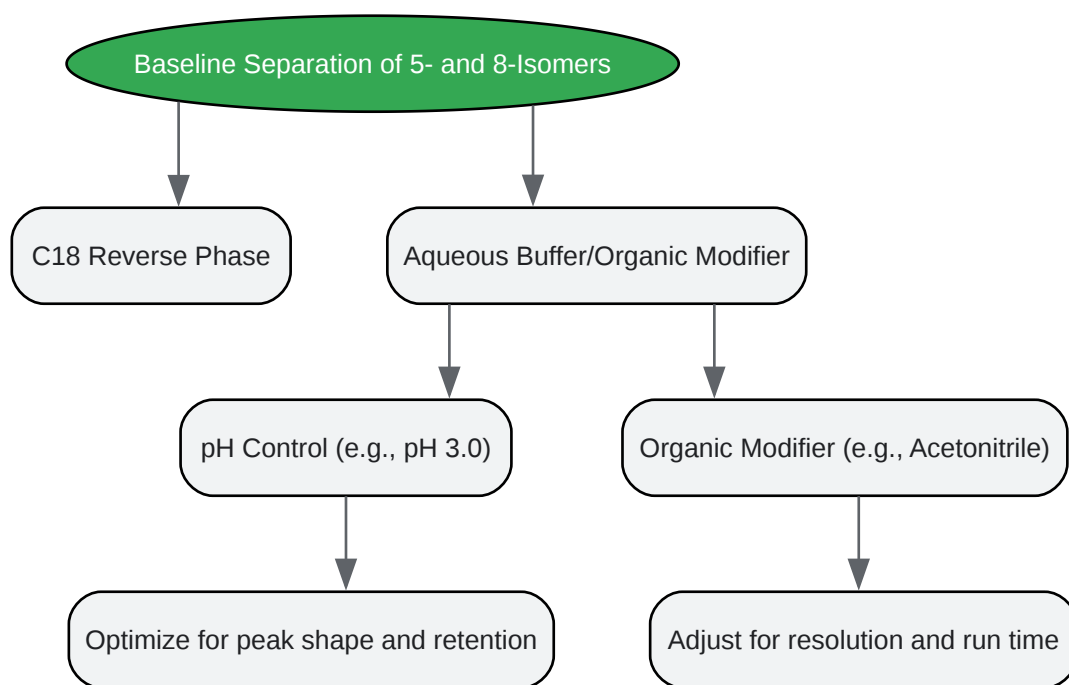 Baseline Separation of 5- and 8-Isomers
C18 Reverse Phase
Aqueous Buffer/Organic Modifier
pH Control (e.g., pH 3.0)
Organic Modifier (e.g., Acetonitrile)
Optimize for peak shape and retention
Adjust for resolution and run time